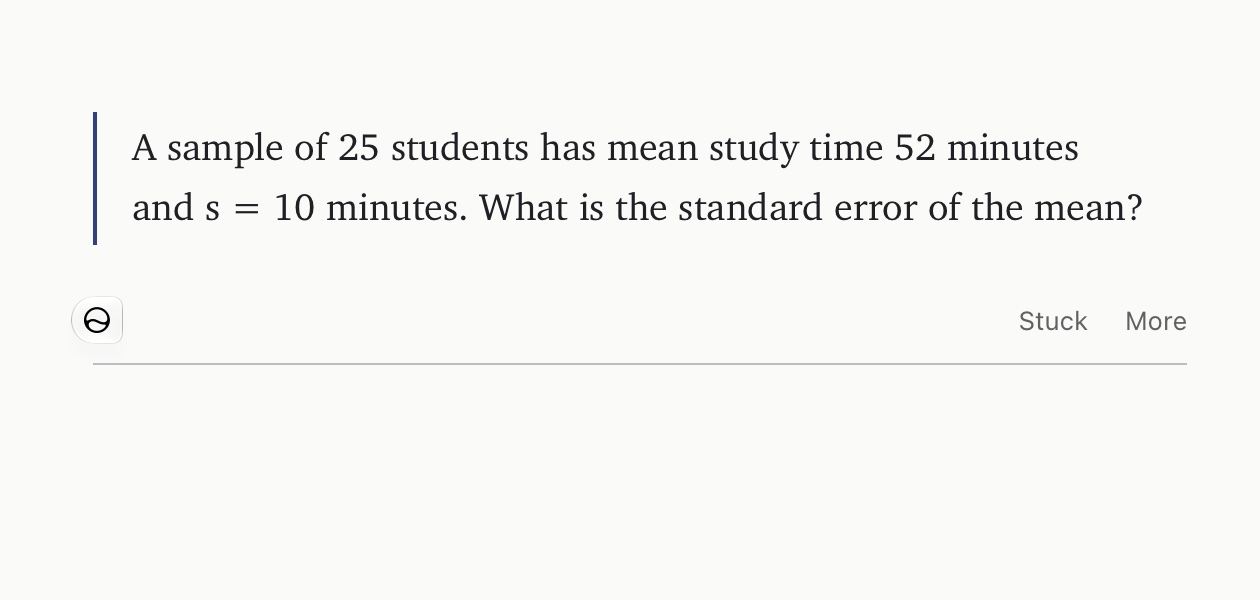 A sample of 25 students has mean study time 52 minutes
and s = 10 minutes. What is the standard error of the mean?
Stuck More